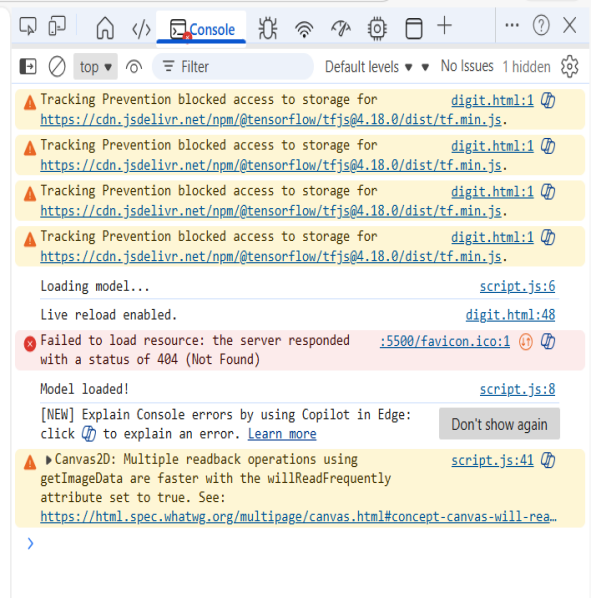 Console
top ▼
Filter
Default levels ▼ ▼
No Issues
1 hidden
Tracking Prevention blocked access to storage for digit.html:1
https://cdn.jsdelivr.net/npm/@tensorflow/tfjs@4.18.0/dist/tf.min.js.
Tracking Prevention blocked access to storage for digit.html:1
https://cdn.jsdelivr.net/npm/@tensorflow/tfjs@4.18.0/dist/tf.min.js.
Tracking Prevention blocked access to storage for digit.html:1
https://cdn.jsdelivr.net/npm/@tensorflow/tfjs@4.18.0/dist/tf.min.js.
Tracking Prevention blocked access to storage for digit.html:1
https://cdn.jsdelivr.net/npm/@tensorflow/tfjs@4.18.0/dist/tf.min.js.
Loading model... script.js:6
Live reload enabled. digit.html:48
Failed to load resource: the server responded :5500/favicon.ico:1
with a status of 404 (Not Found)
Model loaded! script.js:8
[NEW] Explain Console errors by using Copilot in Edge:
click to explain an error. Learn more
Don't show again
Canvas2D: Multiple readback operations using script.js:41
getImageData are faster with the willReadFrequently
attribute set to true. See:
https://html.spec.whatwg.org/multipage/canvas.html#concept-canvas-will-rea…